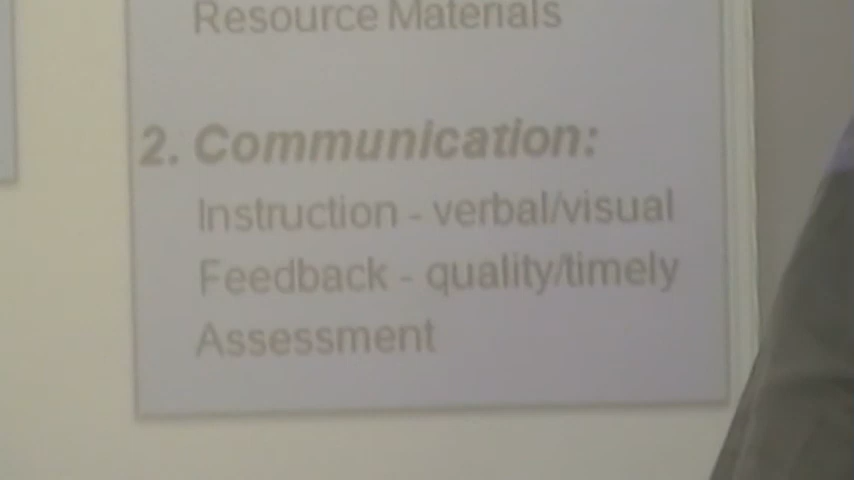 Resource Materials
2. Communication:
Instruction - verbal/visual
Feedback - quality/timely
Assessment